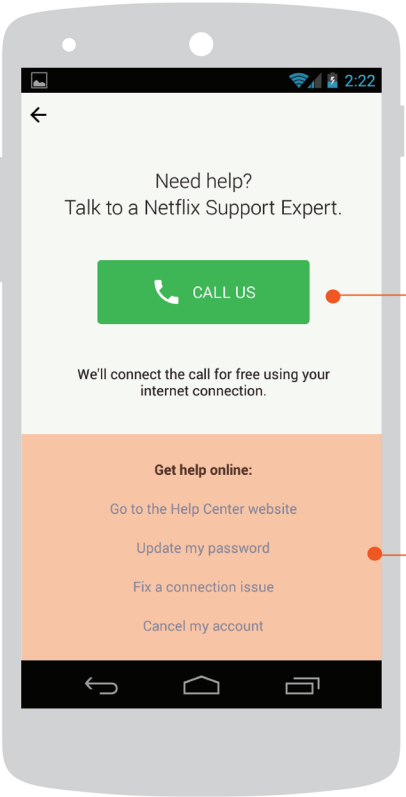 2:22
Need help?
Talk to a Netflix Support Expert.
CALL US
We'll connect the call for free using your
internet connection.
Get help online:
Go to the Help Center website
Update my password
Fix a connection issue
Cancel my account